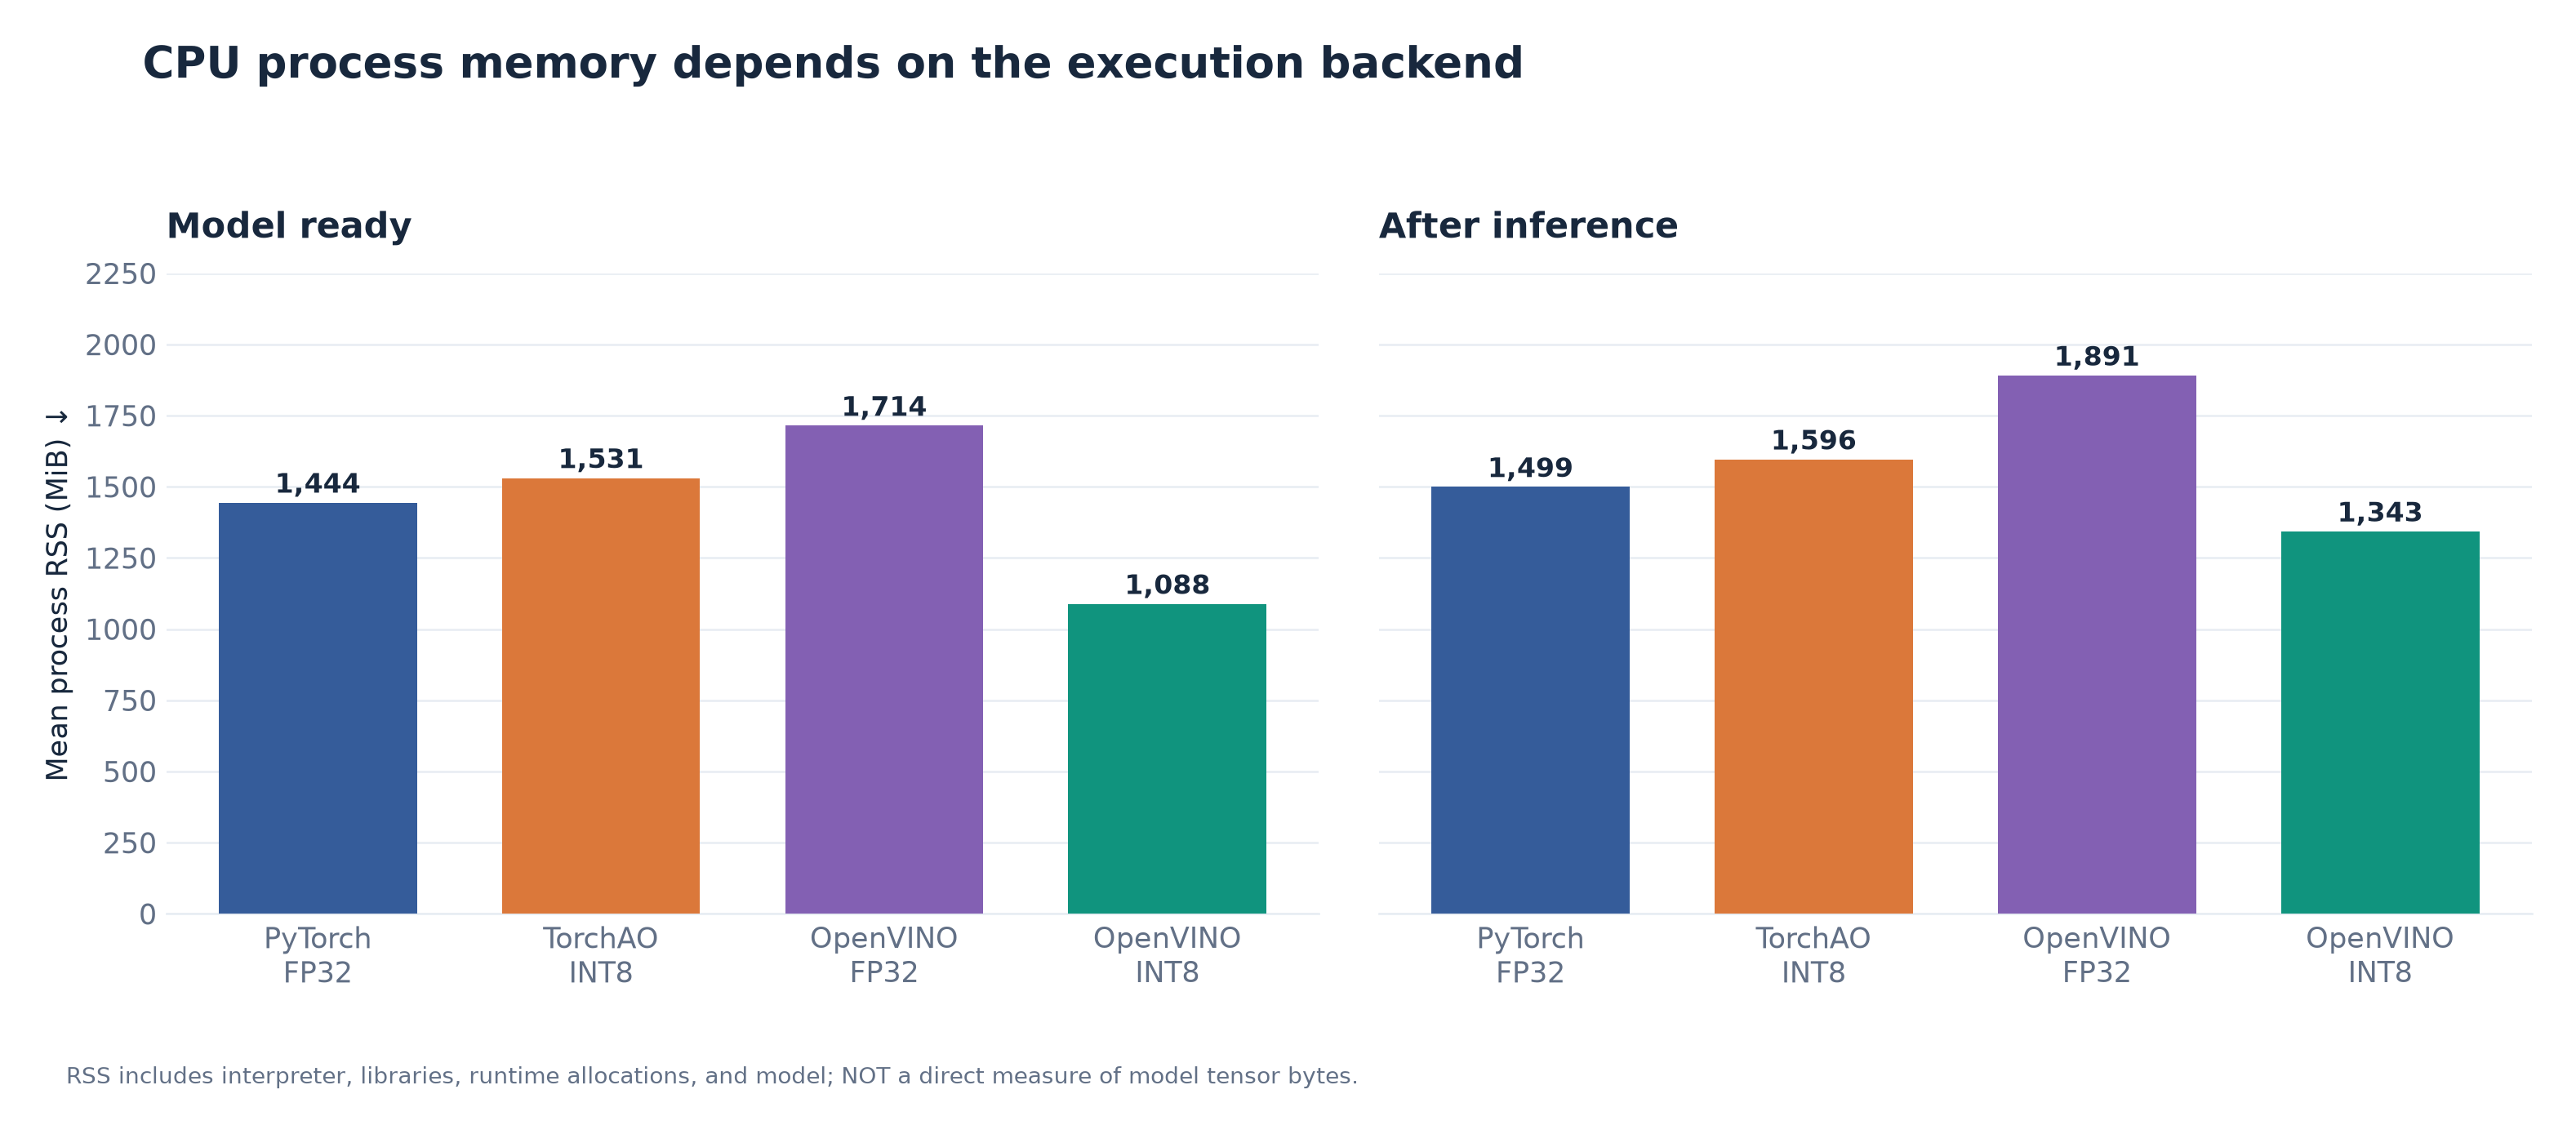 CPU process memory depends on the execution backend
Model ready
Mean process RSS (MiB) ↓
2250
2000
1750
1500
1250
1000
750
500
250
0
1,444
1,531
1,714
1,088
PyTorch
FP32
TorchAO
INT8
OpenVINO
FP32
OpenVINO
INT8
After inference
1,499
1,596
1,891
1,343
PyTorch
FP32
TorchAO
INT8
OpenVINO
FP32
OpenVINO
INT8
RSS includes interpreter, libraries, runtime allocations, and model; NOT a direct measure of model tensor bytes.